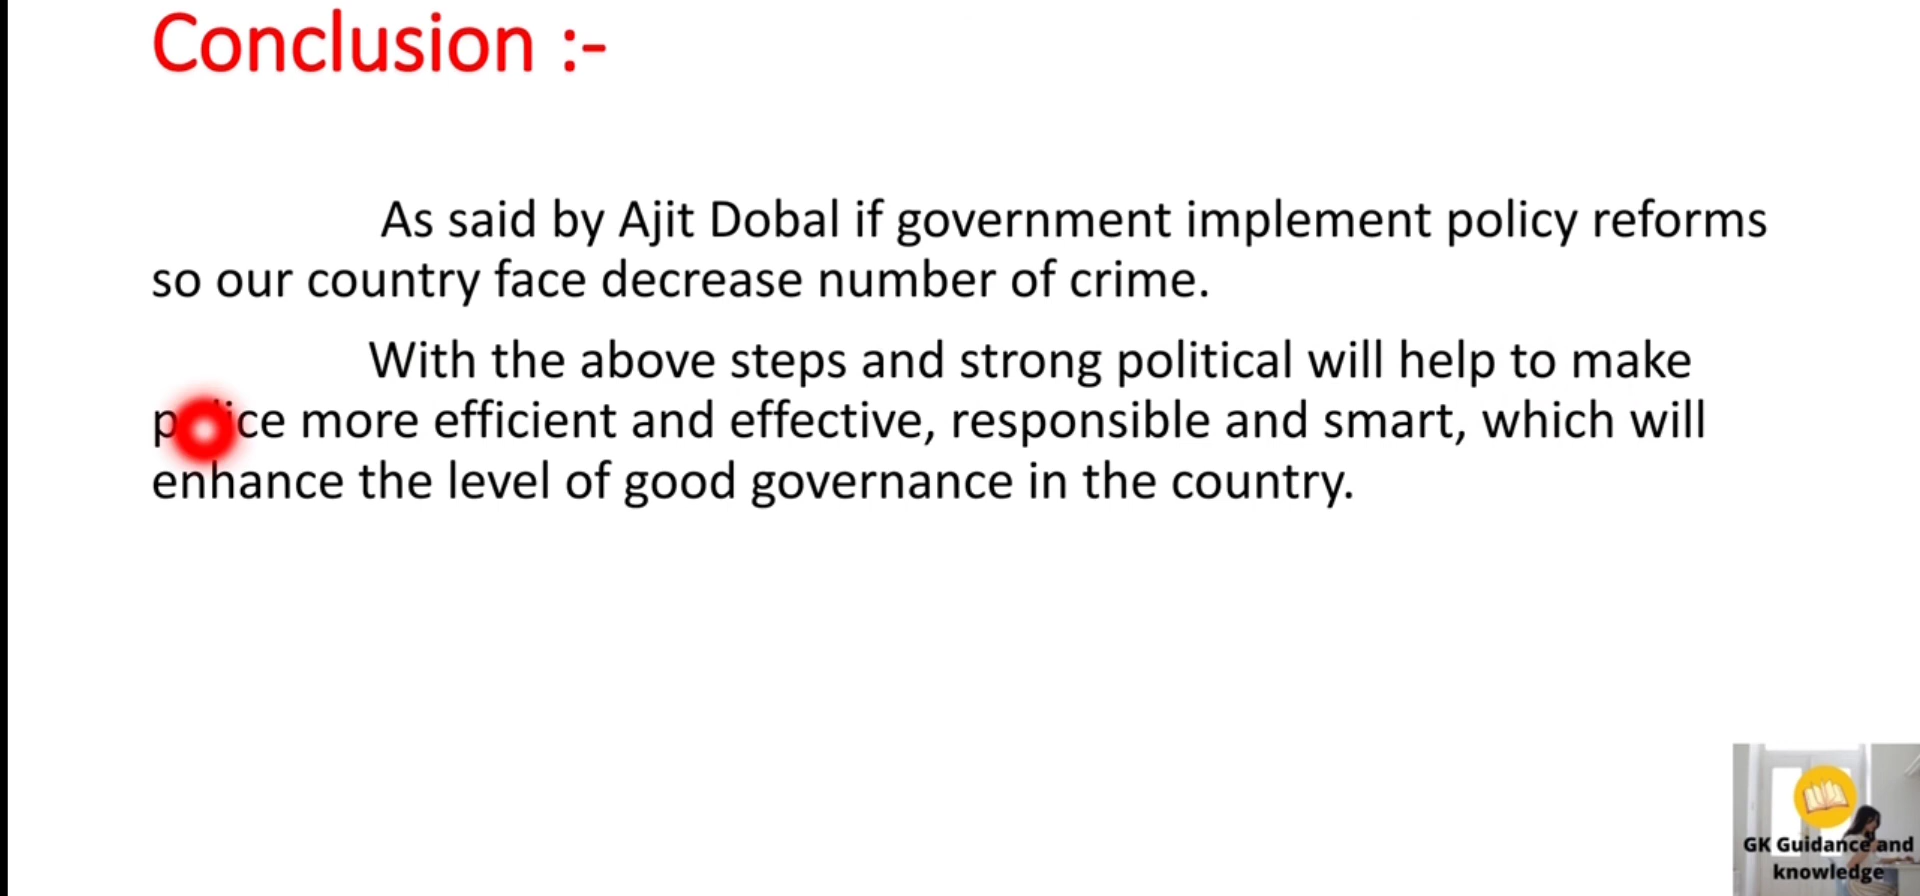 Conclusion :-
As said by Ajit Dobal if government implement policy reforms
so our country face decrease number of crime.
With the above steps and strong political will help to make
police more efficient and effective, responsible and smart, which will
enhance the level of good governance in the country.
GK Guidance and
knowledge